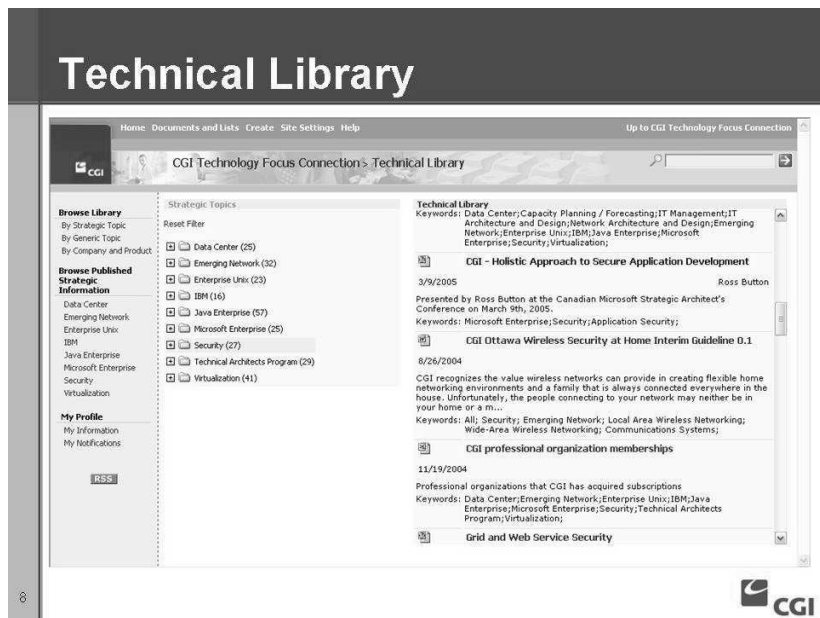 Technical Library
Home Documents and Lists Create Site Settings Help
Up to CGI Technology Focus Connection
CGI
CGI Technology Focus Connection > Technical Library
Browse Library
By Strategic Topic
By Generic Topic
By Company and Product
Browse Published
Strategic
Information
Data Center
Emerging Network
Enterprise Unix
IBM
Java Enterprise
Microsoft Enterprise
Security
Virtualization
My Profile
My Information
My Notifications
RSS
Strategic Topics
Reset Filter
Data Center (25)
Emerging Network (32)
Enterprise Unix (23)
IBM (16)
Java Enterprise (57)
Microsoft Enterprise (25)
Security (27)
Technical Architects Program (29)
Virtualization (41)
Technical Library
Keywords: Data Center;Capacity Planning / Forecasting;IT Management;IT
Architecture and Design;Network Architecture and Design;Emerging
Network;Enterprise Unix;IBM;Java Enterprise;Microsoft
Enterprise;Security;Virtualization;
CGI - Holistic Approach to Secure Application Development
3/9/2005 Ross Button
Presented by Ross Button at the Canadian Microsoft Strategic Architect's
Conference on March 9th, 2005.
Keywords: Microsoft Enterprise;Security;Application Security;
CGI Ottawa Wireless Security at Home Interim Guideline 0.1
8/26/2004
CGI recognizes the value wireless networks can provide in creating flexible home
networking environments and a family that is always connected everywhere in the
house. Unfortunately, the people connecting to your network may neither be in
your home or a m...
Keywords: All; Security; Emerging Network; Local Area Wireless Networking;
Wide-Area Wireless Networking; Communications Systems;
CGI professional organization memberships
11/19/2004
Professional organizations that CGI has acquired subscriptions
Keywords: Data Center;Emerging Network;Enterprise Unix;IBM;Java
Enterprise;Microsoft Enterprise;Security;Technical Architects
Program;Virtualization;
Grid and Web Service Security
8
CGI